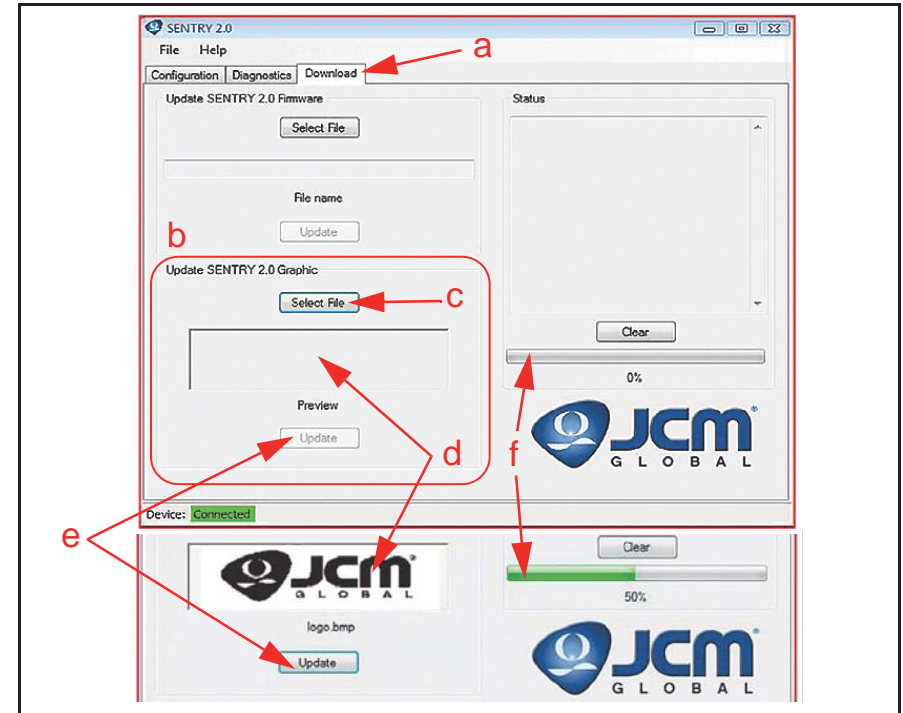 SENTRY 2.0
File Help
a
Configuration Diagnostics Download
Update SENTRY 2.0 Firmware
Status
Select File
File name
Update
b
Update SENTRY 2.0 Graphic
Select File
c
Clear
0%
Preview
Update
d
f
JCM
GLOBAL
Device: Connected
e
JCM
GLOBAL
logo.bmp
Update
Clear
50%
JCM
GLOBAL